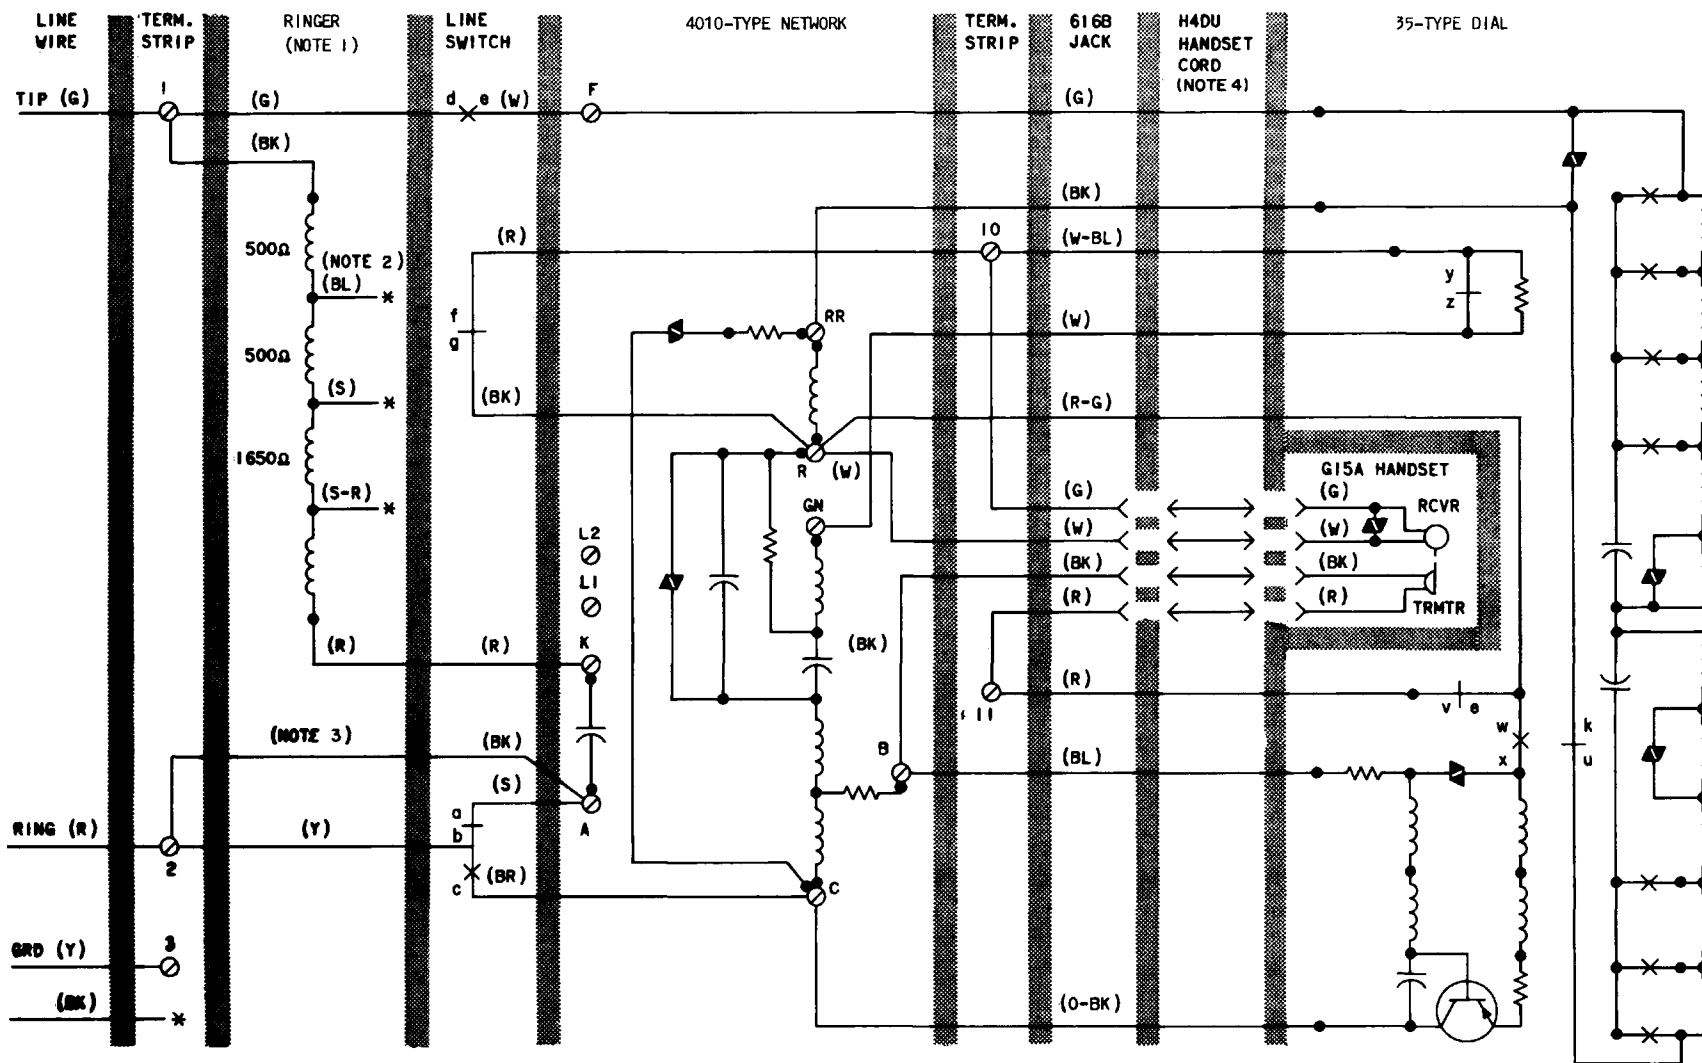 LINE WIRE
TERM. STRIP
RINGER (NOTE 1)
LINE SWITCH
4010-TYPE NETWORK
TERM. STRIP
616B JACK
H4DU HANDSET CORD (NOTE 4)
35-TYPE DIAL
TIP (G)
1
(G)
d
e (W)
F
(G)
(BK)
(BK)
500Ω
(NOTE 2)
(BL)
*
(R)
10
(W-BL)
y
z
f
g
RR
(W)
500Ω
(S)
*
(BK)
(R-G)
1650Ω
R
(W)
G15A HANDSET
(S-R)
*
GN
(G)
(G)
RCVR
L2
(W)
(W)
(BK)
(BK)
L1
(R)
(R)
TRMTR
(R)
(R)
K
(BK)
(R)
11
v
e
w
k
(NOTE 3)
(BK)
B
(BL)
x
u
(S)
a
A
RING (R)
2
(Y)
b
c
(BR)
C
GRD (Y)
3
(BK)
*
(O-BK)